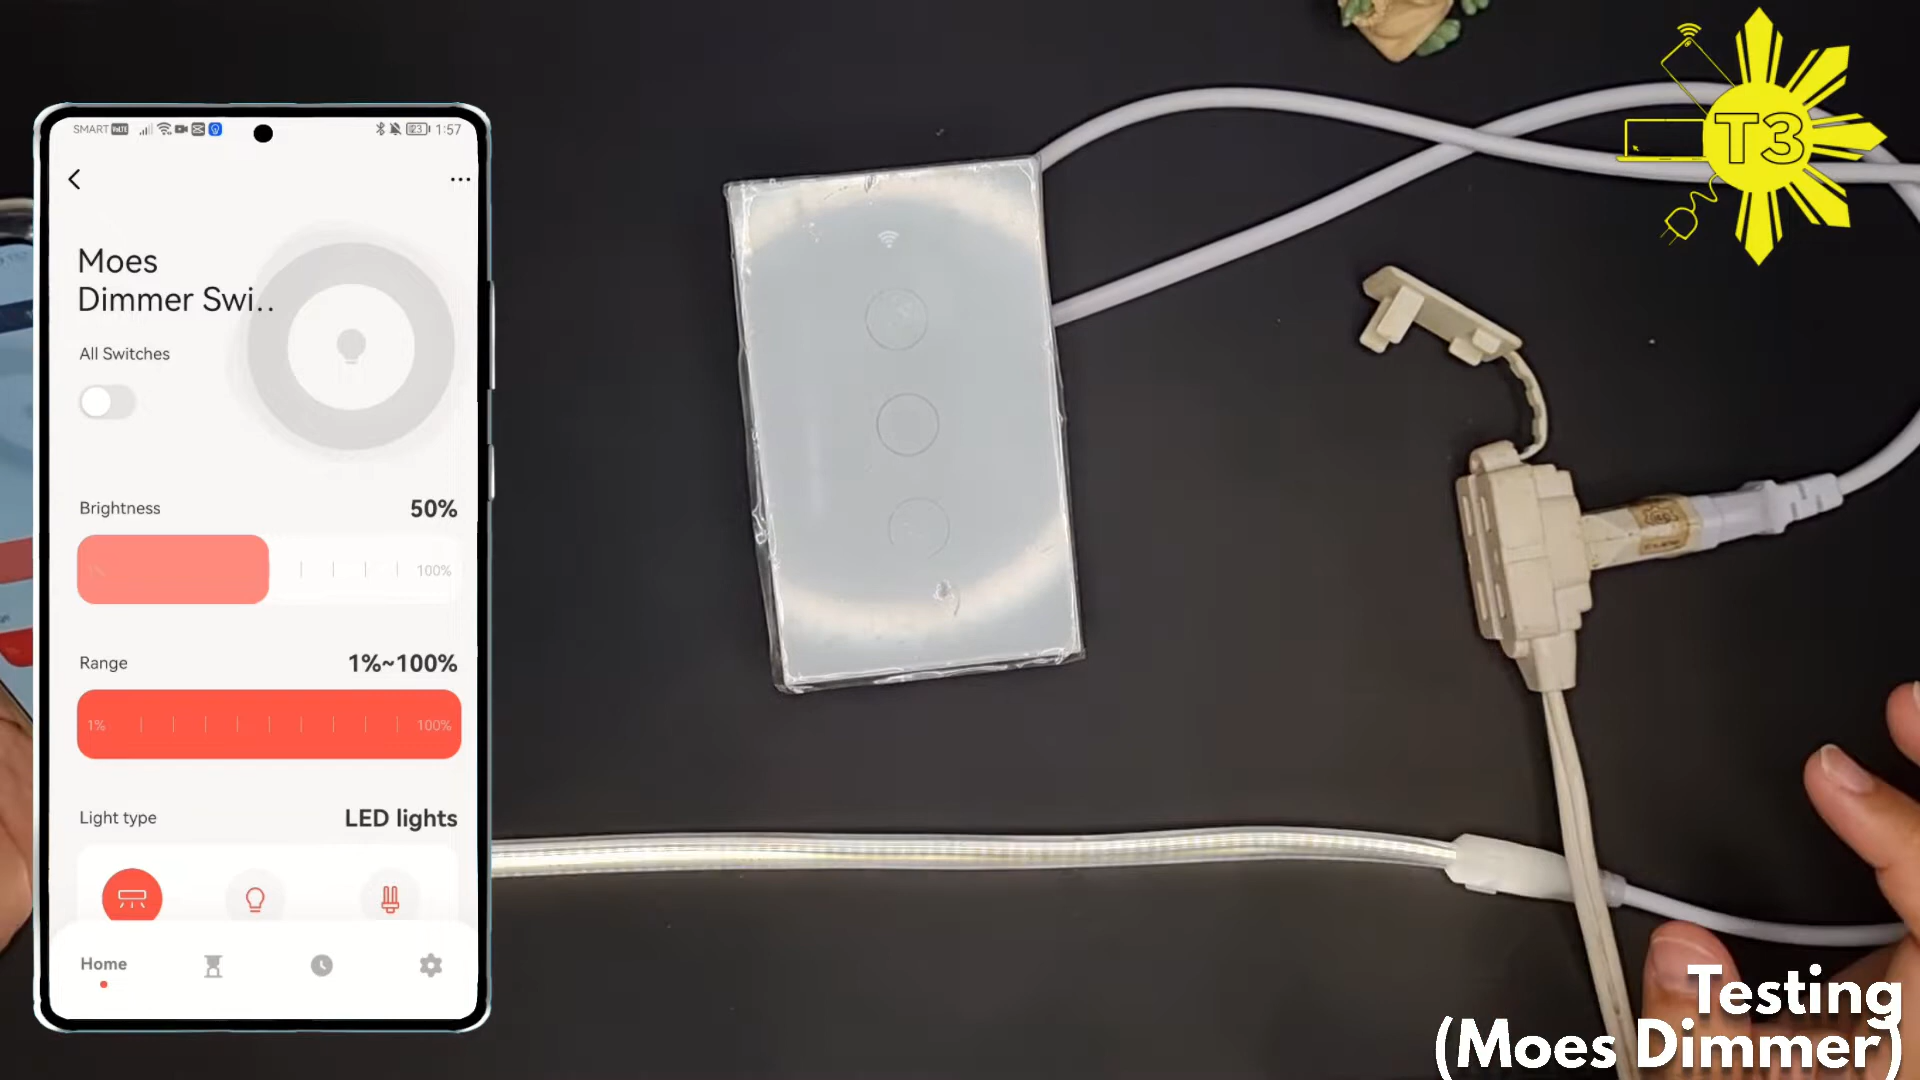 SMART VoLTE
1:57
Moes
Dimmer Swi..
All Switches
Brightness
50%
100%
Range
1%~100%
1%
100%
Light type
LED lights
Home
T3
Testing
(Moes Dimmer)